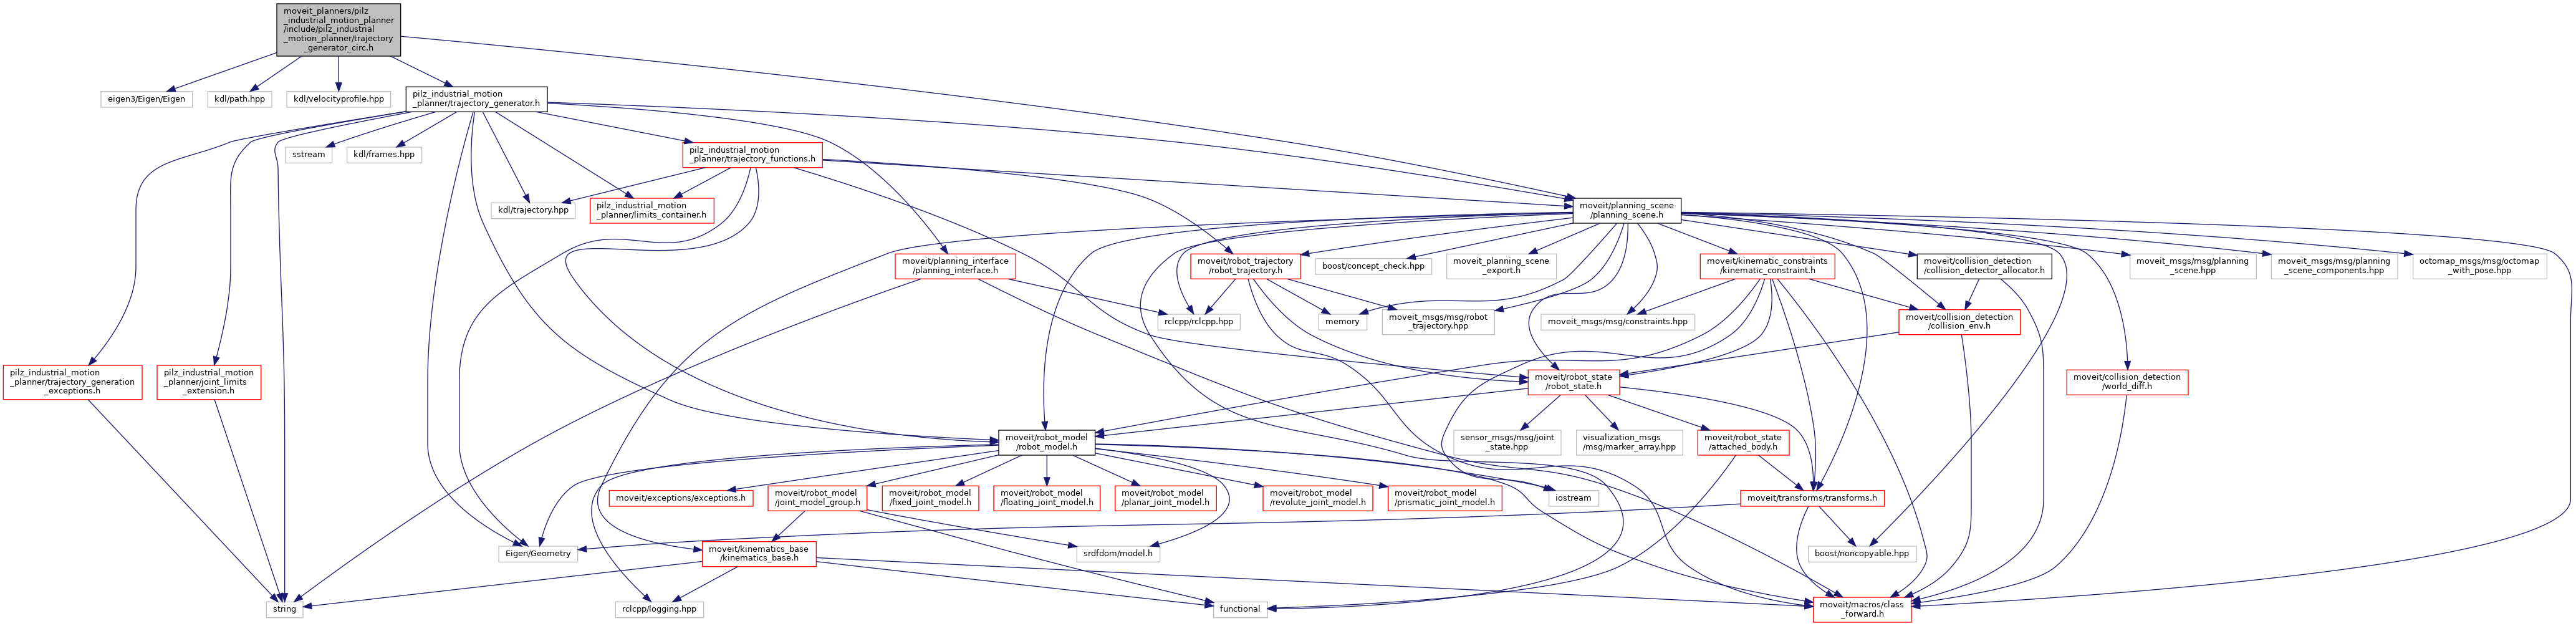 moveit_planners/pilz
_industrial_motion_planner
/include/pilz_industrial
_motion_planner/trajectory
_generator_circ.h
eigen3/Eigen/Eigen
kdl/path.hpp
kdl/velocityprofile.hpp
pilz_industrial_motion
_planner/trajectory_generator.h
sstream
kdl/frames.hpp
pilz_industrial_motion
_planner/trajectory_functions.h
kdl/trajectory.hpp
pilz_industrial_motion
_planner/limits_container.h
moveit/planning_scene
/planning_scene.h
moveit/planning_interface
/planning_interface.h
moveit/robot_trajectory
/robot_trajectory.h
boost/concept_check.hpp
moveit_planning_scene
_export.h
moveit/kinematic_constraints
/kinematic_constraint.h
moveit/collision_detection
/collision_detector_allocator.h
moveit_msgs/msg/planning
_scene.hpp
moveit_msgs/msg/planning
_scene_components.hpp
octomap_msgs/msg/octomap
_with_pose.hpp
rclcpp/rclcpp.hpp
memory
moveit_msgs/msg/robot
_trajectory.hpp
moveit_msgs/msg/constraints.hpp
moveit/collision_detection
/collision_env.h
pilz_industrial_motion
_planner/trajectory_generation
_exceptions.h
pilz_industrial_motion
_planner/joint_limits
_extension.h
moveit/robot_state
/robot_state.h
moveit/collision_detection
/world_diff.h
moveit/robot_model
/robot_model.h
sensor_msgs/msg/joint
_state.hpp
visualization_msgs
/msg/marker_array.hpp
moveit/robot_state
/attached_body.h
moveit/exceptions/exceptions.h
moveit/robot_model
/joint_model_group.h
moveit/robot_model
/fixed_joint_model.h
moveit/robot_model
/floating_joint_model.h
moveit/robot_model
/planar_joint_model.h
moveit/robot_model
/revolute_joint_model.h
moveit/robot_model
/prismatic_joint_model.h
iostream
moveit/transforms/transforms.h
Eigen/Geometry
moveit/kinematics_base
/kinematics_base.h
srdfdom/model.h
boost/noncopyable.hpp
string
rclcpp/logging.hpp
functional
moveit/macros/class
_forward.h